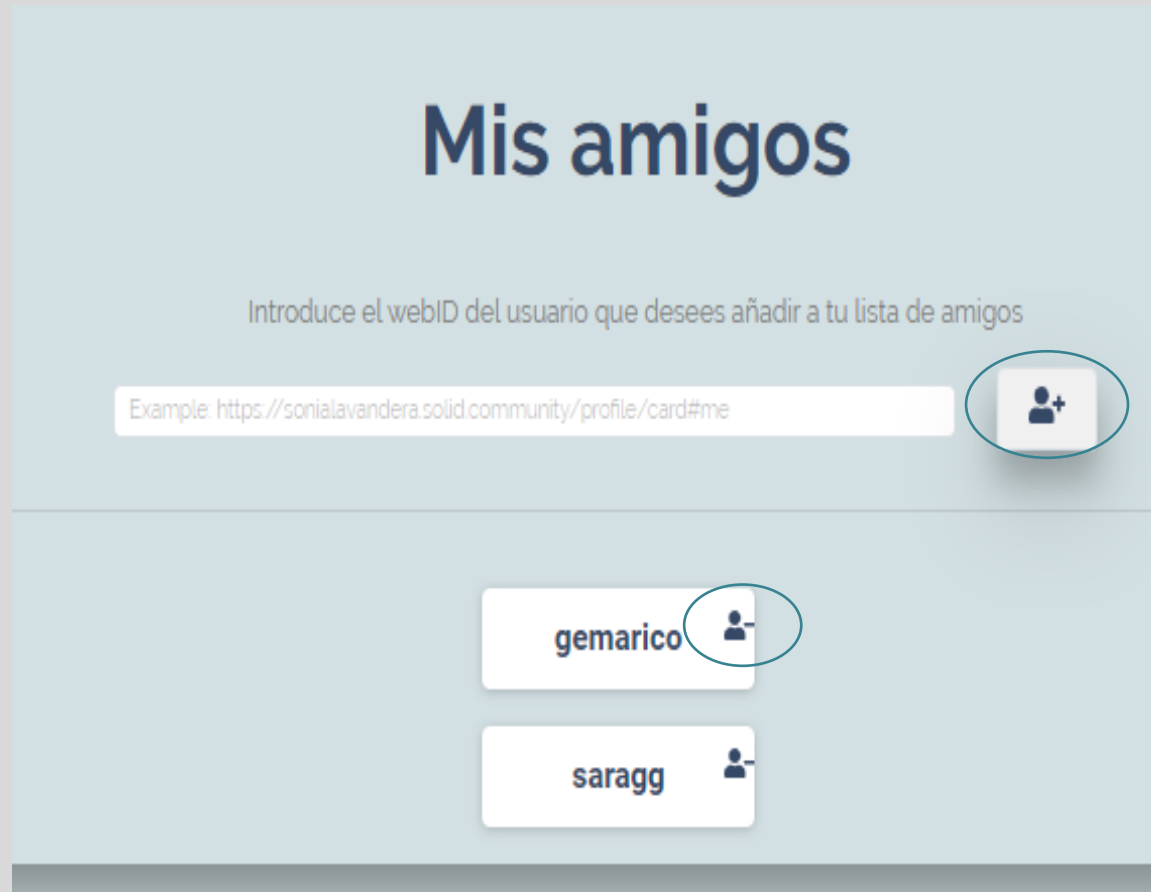 Mis amigos
Introduce el webID del usuario que desees añadir a tu lista de amigos
Example: https://sonialavandera.solid.community/profile/card#me
gemarico
saragg